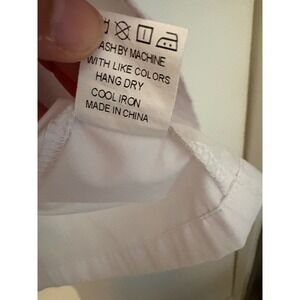 ASH BY MACHINE
WITH LIKE COLORS
HANG DRY
COOL IRON
MADE IN CHINA